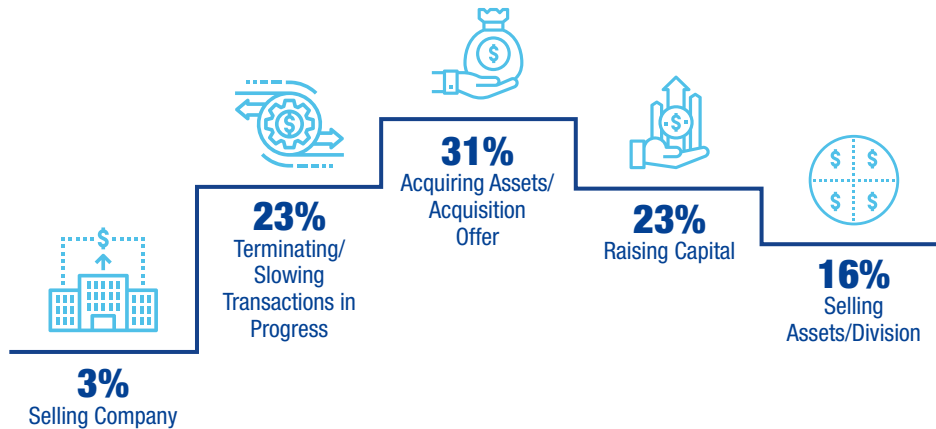 3%
Selling Company
23%
Terminating/
Slowing
Transactions in
Progress
31%
Acquiring Assets/
Acquisition
Offer
23%
Raising Capital
16%
Selling
Assets/Division
$
$
$
$
$
$ $
$ $